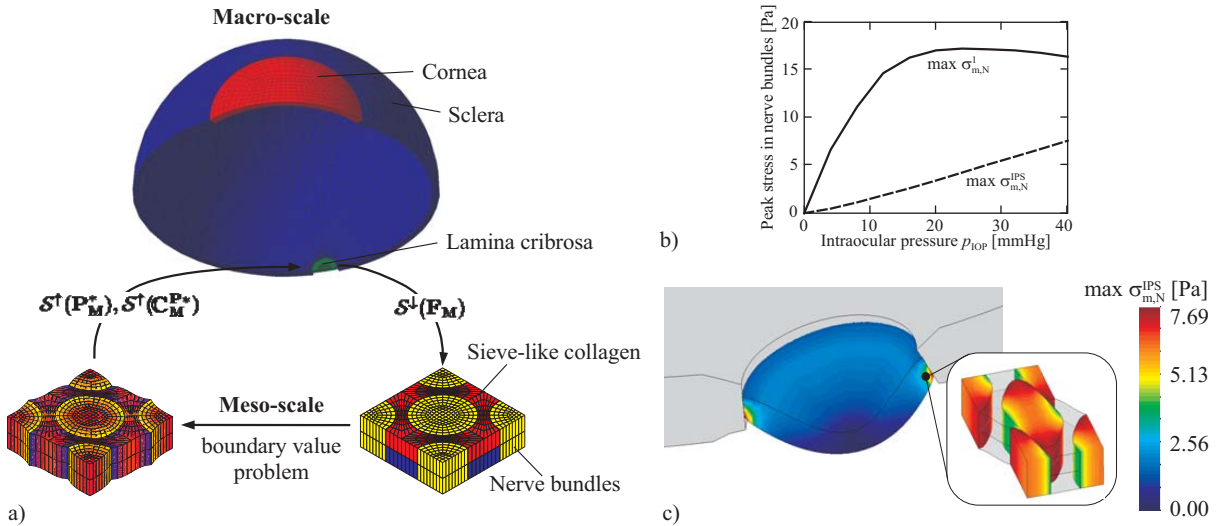 Macro-scale
Cornea
Sclera
Lamina cribrosa
𝒮↑(P*M), 𝒮↑(ℂP*M)
𝒮↓(FM)
Sieve-like collagen
Meso-scale
boundary value
problem
Nerve bundles
a)
Peak stress in nerve bundles [Pa]
20
15
10
5
0
max σ¹m,N
max σIPSm,N
0 10 20 30 40
Intraocular pressure pIOP [mmHg]
b)
max σIPSm,N [Pa]
7.69
5.13
2.56
0.00
c)